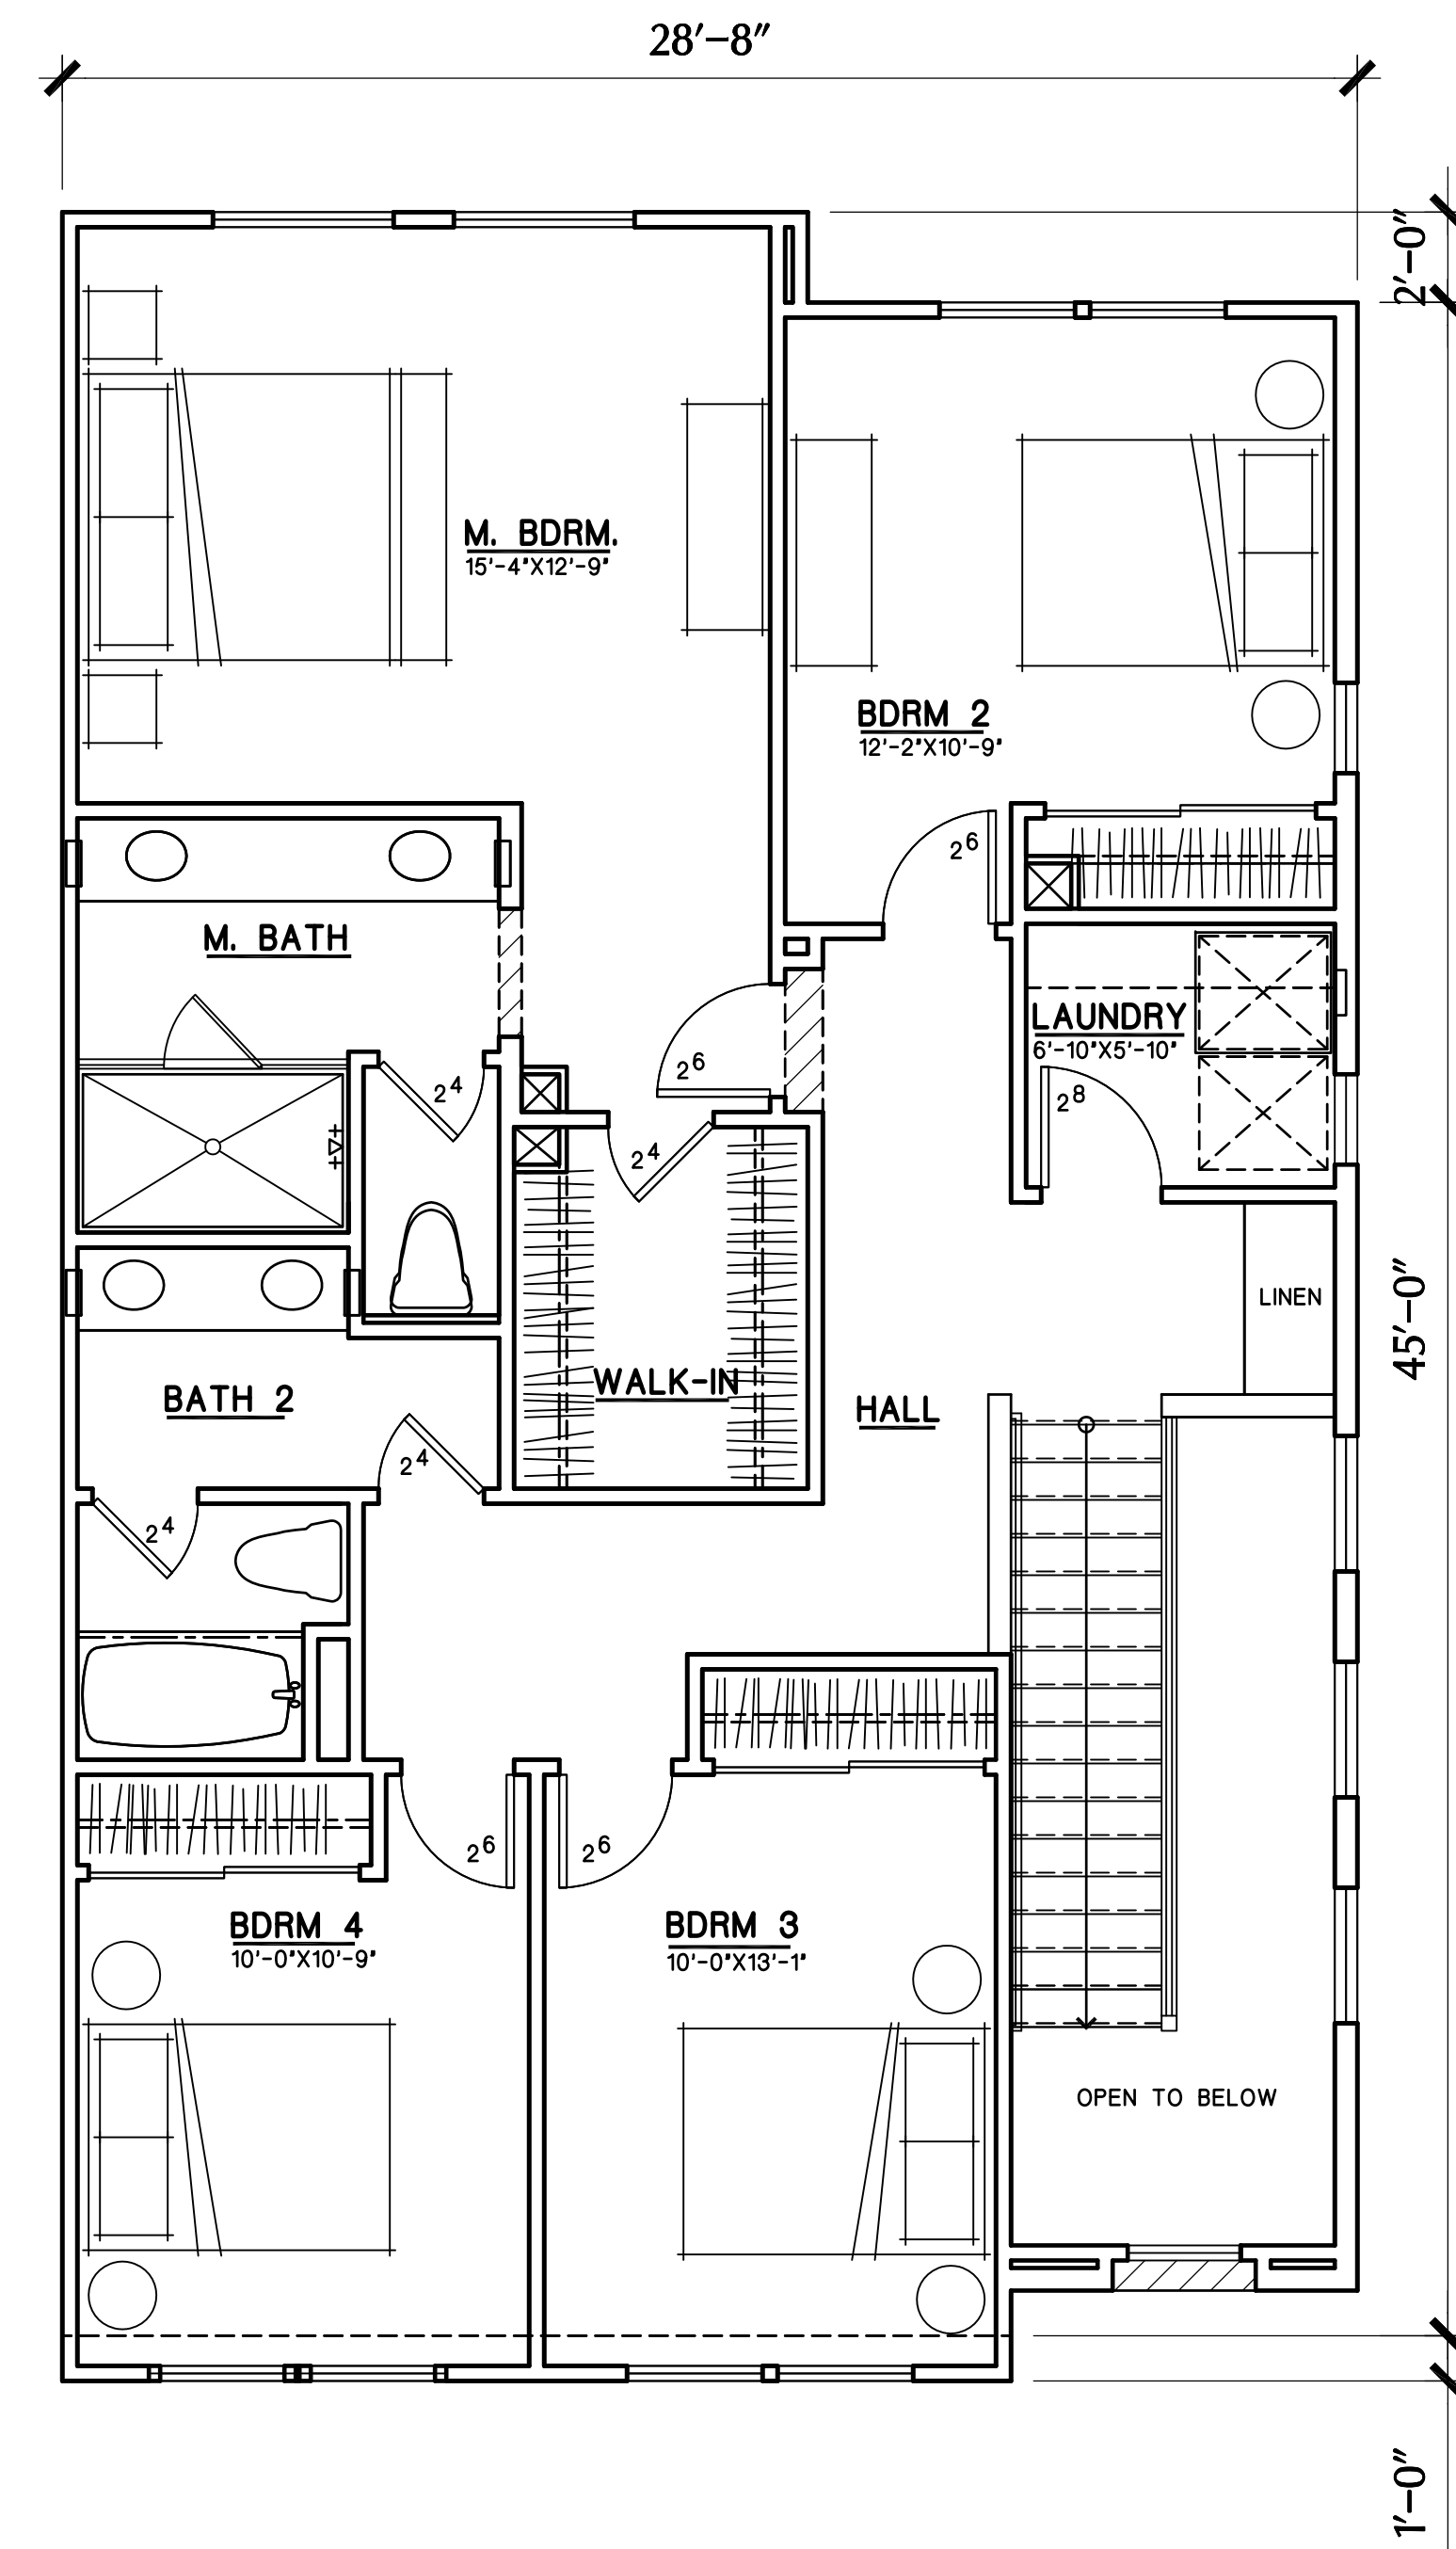 28'-8"
2'-0"
M. BDRM.
15'-4"X12'-9"
BDRM 2
12'-2"X10'-9"
2 6
M. BATH
LAUNDRY
6'-10"X5'-10"
2 6
2 4
2 8
2 4
LINEN
45'-0"
WALK-IN
BATH 2
HALL
2 4
2 4
2 6
2 6
BDRM 4
10'-0"X10'-9"
BDRM 3
10'-0"X13'-1"
OPEN TO BELOW
1'-0"